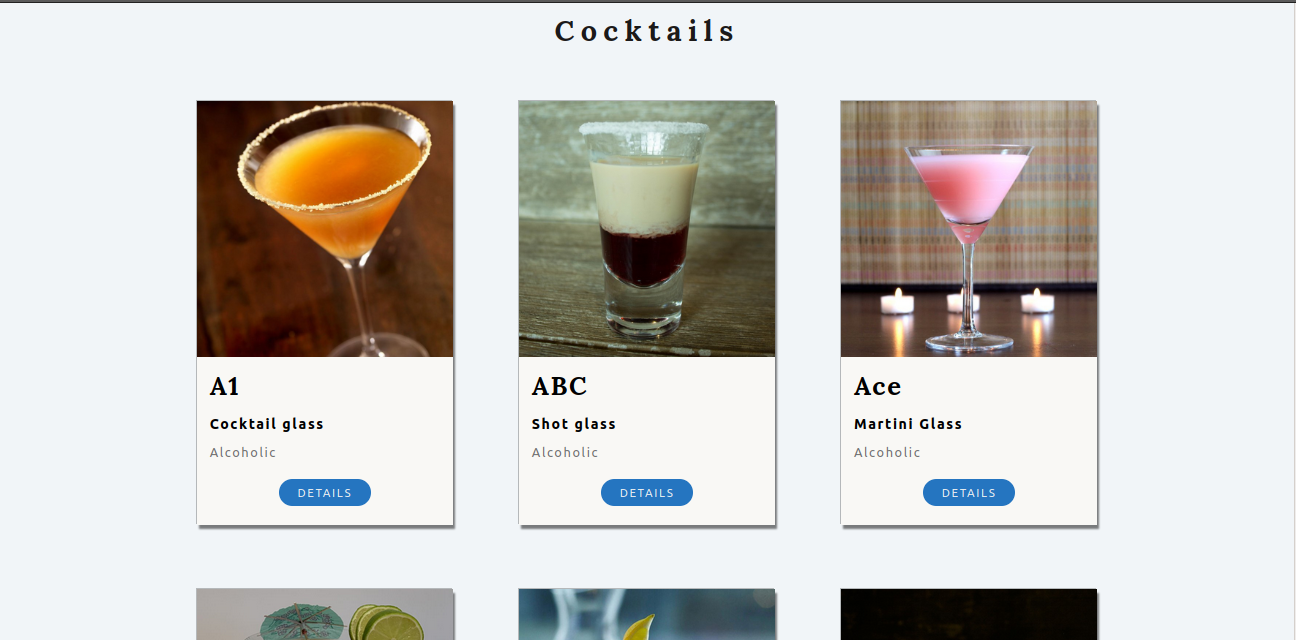 Cocktails
A1
Cocktail glass
Alcoholic
DETAILS
ABC
Shot glass
Alcoholic
DETAILS
Ace
Martini Glass
Alcoholic
DETAILS